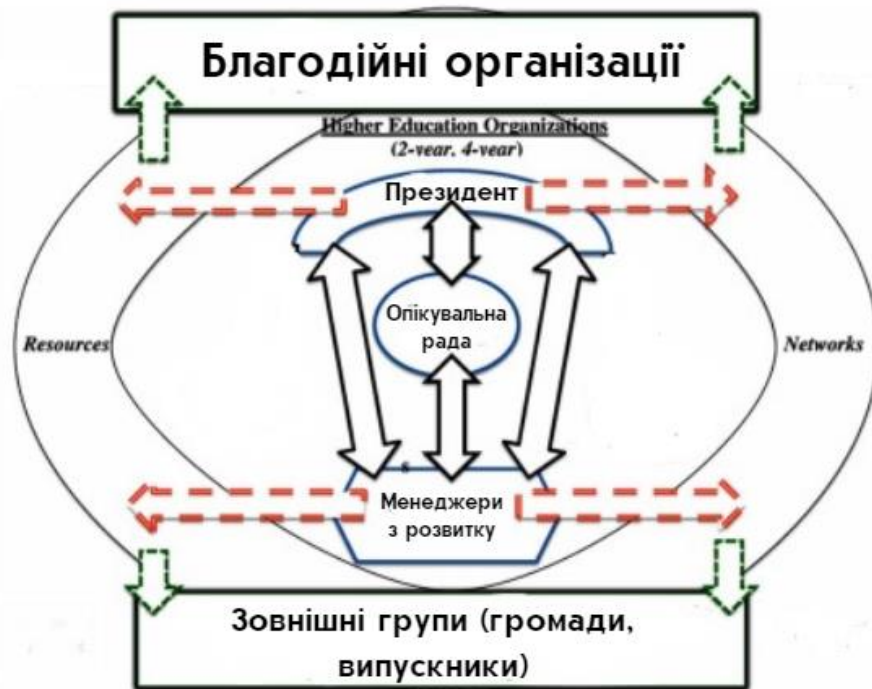 Благодійні організації
Higher Education Organizations
(2-year, 4-year)
Президент
Опікувальна
рада
Resources
Networks
s
Менеджери
з розвитку
Зовнішні групи (громади,
випускники)